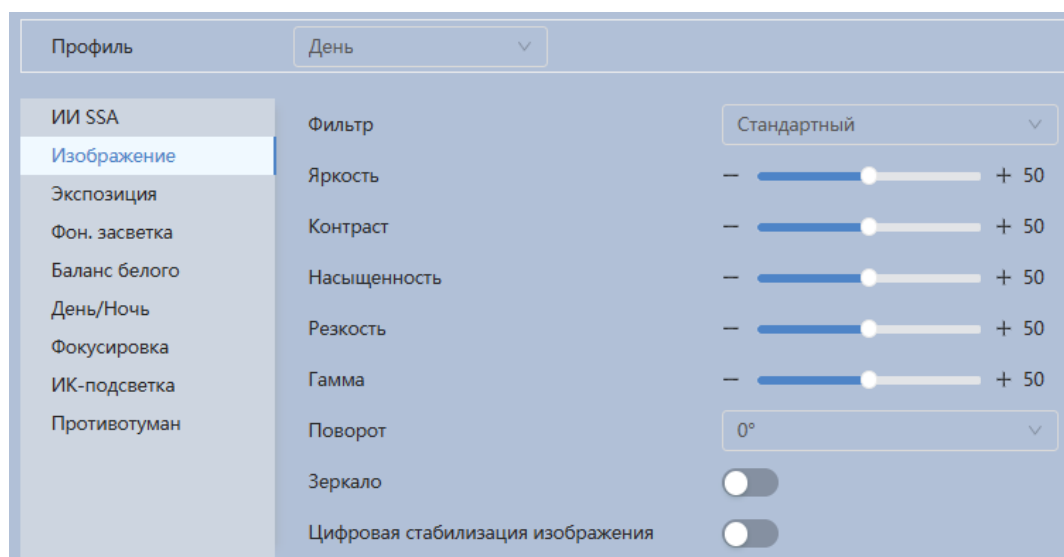 Профиль День
ИИ SSA
Изображение
Экспозиция
Фон. засветка
Баланс белого
День/Ночь
Фокусировка
ИК-подсветка
Противотуман
Фильтр Стандартный
Яркость − + 50
Контраст − + 50
Насыщенность − + 50
Резкость − + 50
Гамма − + 50
Поворот 0°
Зеркало
Цифровая стабилизация изображения